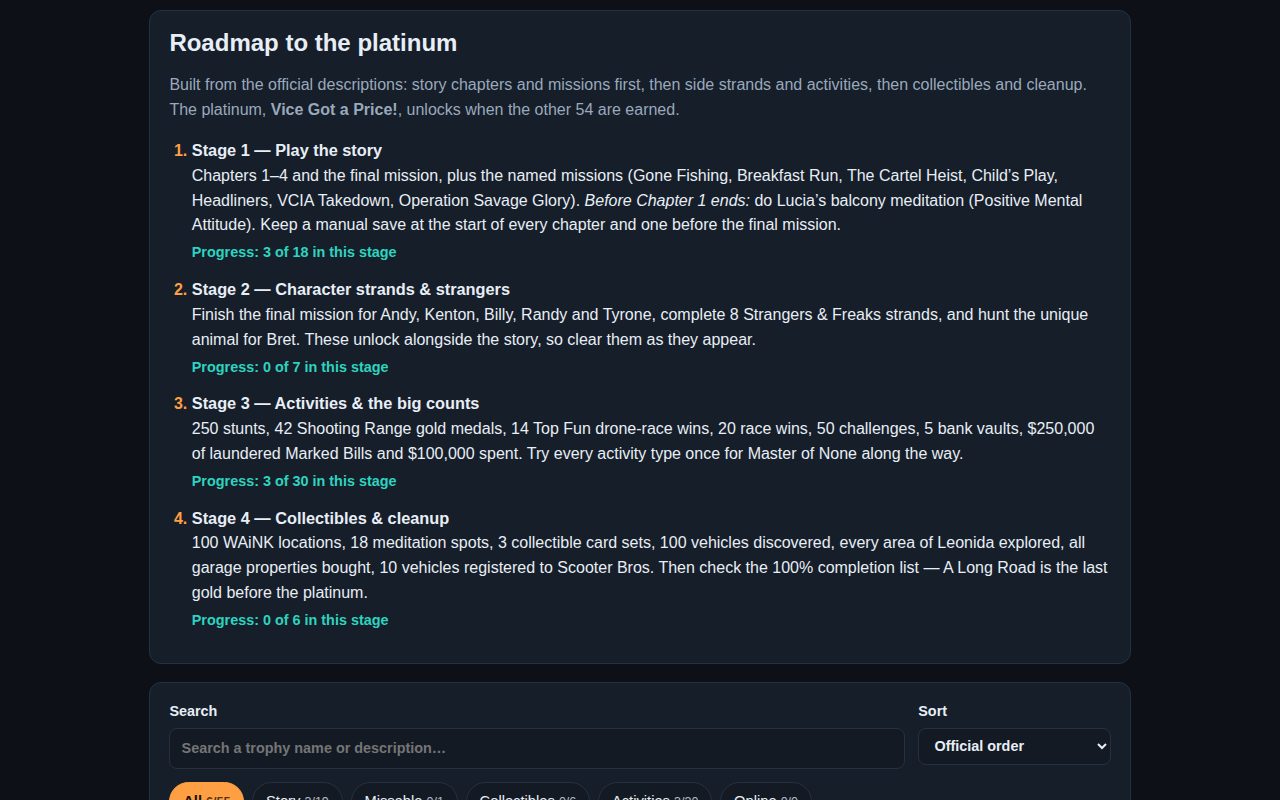 Roadmap to the platinum
Built from the official descriptions: story chapters and missions first, then side strands and activities, then collectibles and cleanup.
The platinum, Vice Got a Price!, unlocks when the other 54 are earned.
1. Stage 1 — Play the story
Chapters 1–4 and the final mission, plus the named missions (Gone Fishing, Breakfast Run, The Cartel Heist, Child’s Play,
Headliners, VCIA Takedown, Operation Savage Glory). Before Chapter 1 ends: do Lucia’s balcony meditation (Positive Mental
Attitude). Keep a manual save at the start of every chapter and one before the final mission.
Progress: 3 of 18 in this stage
2. Stage 2 — Character strands & strangers
Finish the final mission for Andy, Kenton, Billy, Randy and Tyrone, complete 8 Strangers & Freaks strands, and hunt the unique
animal for Bret. These unlock alongside the story, so clear them as they appear.
Progress: 0 of 7 in this stage
3. Stage 3 — Activities & the big counts
250 stunts, 42 Shooting Range gold medals, 14 Top Fun drone-race wins, 20 race wins, 50 challenges, 5 bank vaults, $250,000
of laundered Marked Bills and $100,000 spent. Try every activity type once for Master of None along the way.
Progress: 3 of 30 in this stage
4. Stage 4 — Collectibles & cleanup
100 WAiNK locations, 18 meditation spots, 3 collectible card sets, 100 vehicles discovered, every area of Leonida explored, all
garage properties bought, 10 vehicles registered to Scooter Bros. Then check the 100% completion list — A Long Road is the last
gold before the platinum.
Progress: 0 of 6 in this stage
Search
Sort
Search a trophy name or description…
Official order
All Story Missable Collectibles Activities Online